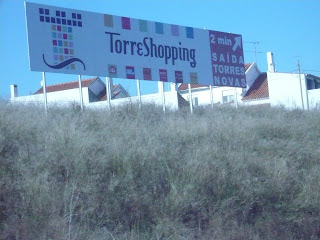 TorreShopping
2 min
SAÍDA
TORRES
NOVAS